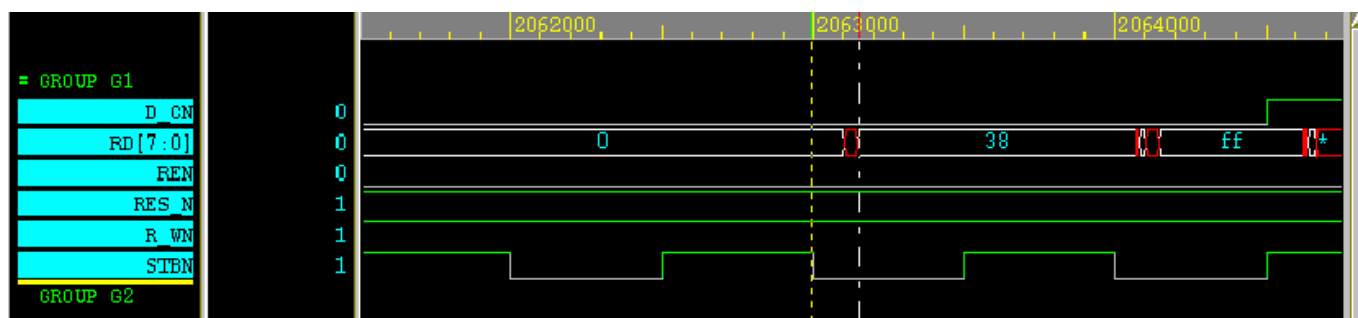 2062000 2063000 2064000
= GROUP G1
D_CN 0
RD[7:0] 0 0 38 ff *
REN 0
RES_N 1
R_WN 1
STBN 1
GROUP G2